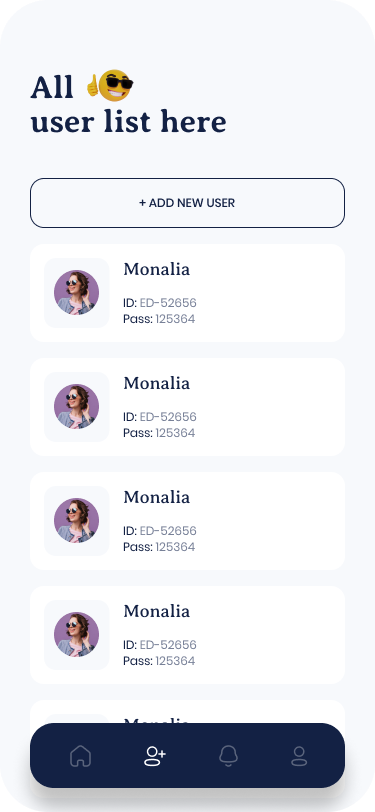 All
user list here
+ ADD NEW USER
Monalia
ID: ED-52656
Pass: 125364
Monalia
ID: ED-52656
Pass: 125364
Monalia
ID: ED-52656
Pass: 125364
Monalia
ID: ED-52656
Pass: 125364
Monalia